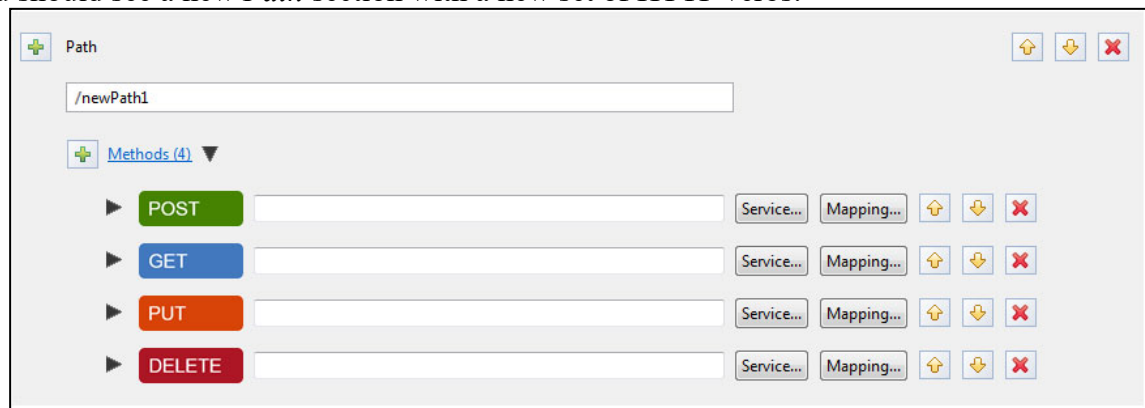 Path
/newPath1
Methods (4)
POST Service... Mapping...
GET Service... Mapping...
PUT Service... Mapping...
DELETE Service... Mapping...